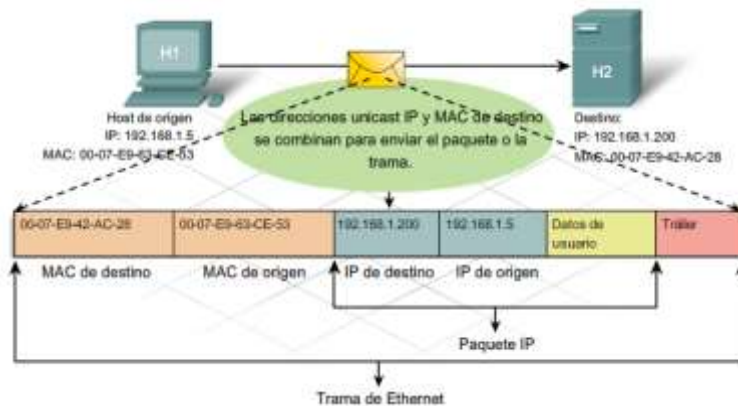 H1
H2
Host de origen
IP: 192.168.1.5
MAC: 00-07-E9-63-CE-53
Las direcciones unicast IP y MAC de destino
se combinan para enviar el paquete o la
trama.
Destino:
IP: 192.168.1.200
MAC: 00-07-E9-42-AC-28
00-07-E9-42-AC-28
00-07-E9-63-CE-53
192.168.1.200
192.168.1.5
Datos de
usuario
Tráiler
MAC de destino
MAC de origen
IP de destino
IP de origen
Paquete IP
Trama de Ethernet